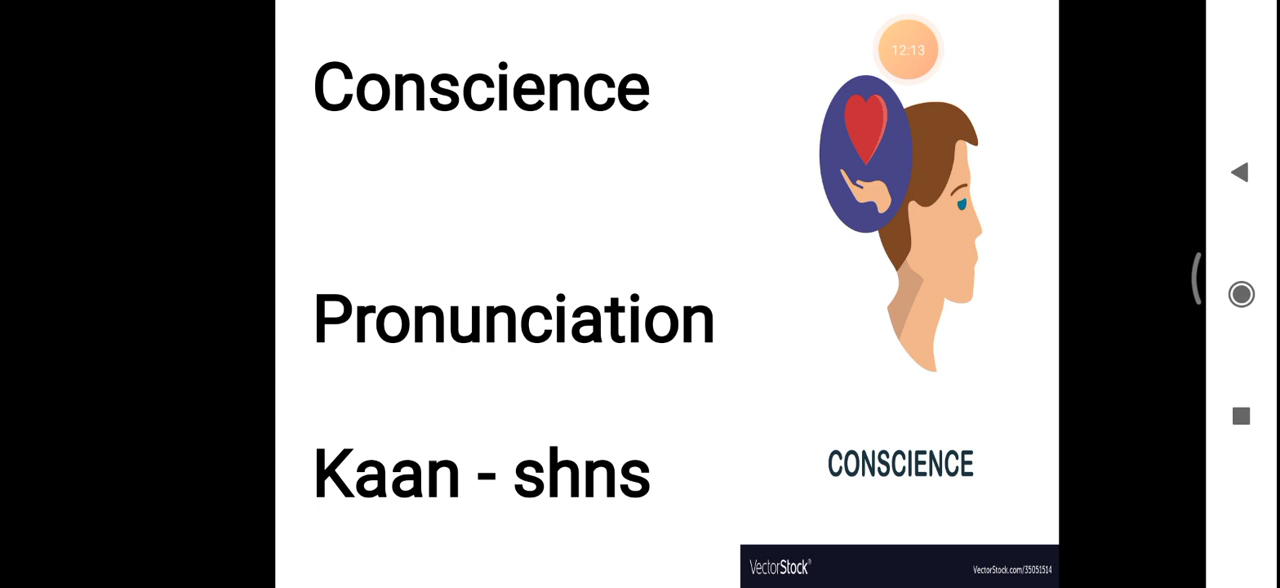 Conscience
12:13
Pronunciation
Kaan - shns
CONSCIENCE
VectorStock®
VectorStock.com/35051514